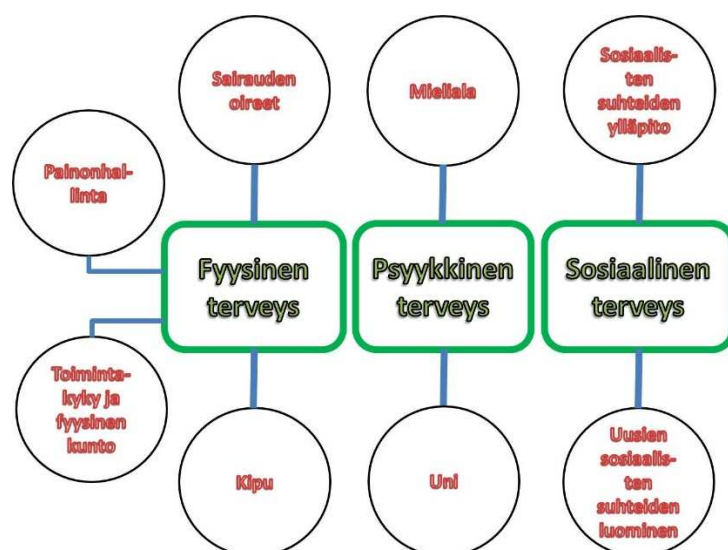 Sairauden
oireet
Mieliala
Sosiaalis-
ten
suhteiden
ylläpito
Painonhal-
linta
Fyysinen
terveys
Psyykkinen
terveys
Sosiaalinen
terveys
Toiminta-
kyky ja
fyysinen
kunto
Kipu
Uni
Uusien
sosiaalis-
ten
suhteiden
luominen